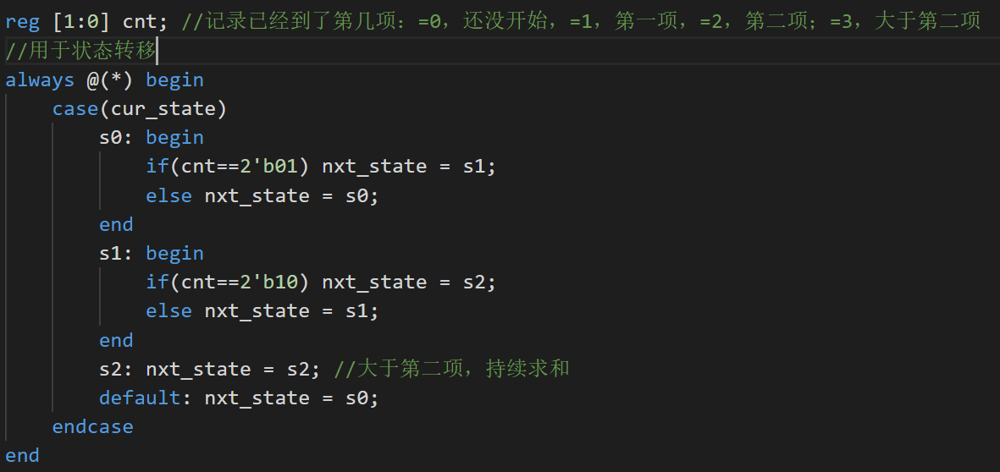 reg [1:0] cnt; //记录已经到了第几项：=0，还没开始，=1，第一项，=2，第二项；=3，大于第二项
//用于状态转移
always @(*) begin
    case(cur_state)
        s0: begin
            if(cnt==2'b01) nxt_state = s1;
            else nxt_state = s0;
        end
        s1: begin
            if(cnt==2'b10) nxt_state = s2;
            else nxt_state = s1;
        end
        s2: nxt_state = s2; //大于第二项，持续求和
        default: nxt_state = s0;
    endcase
end